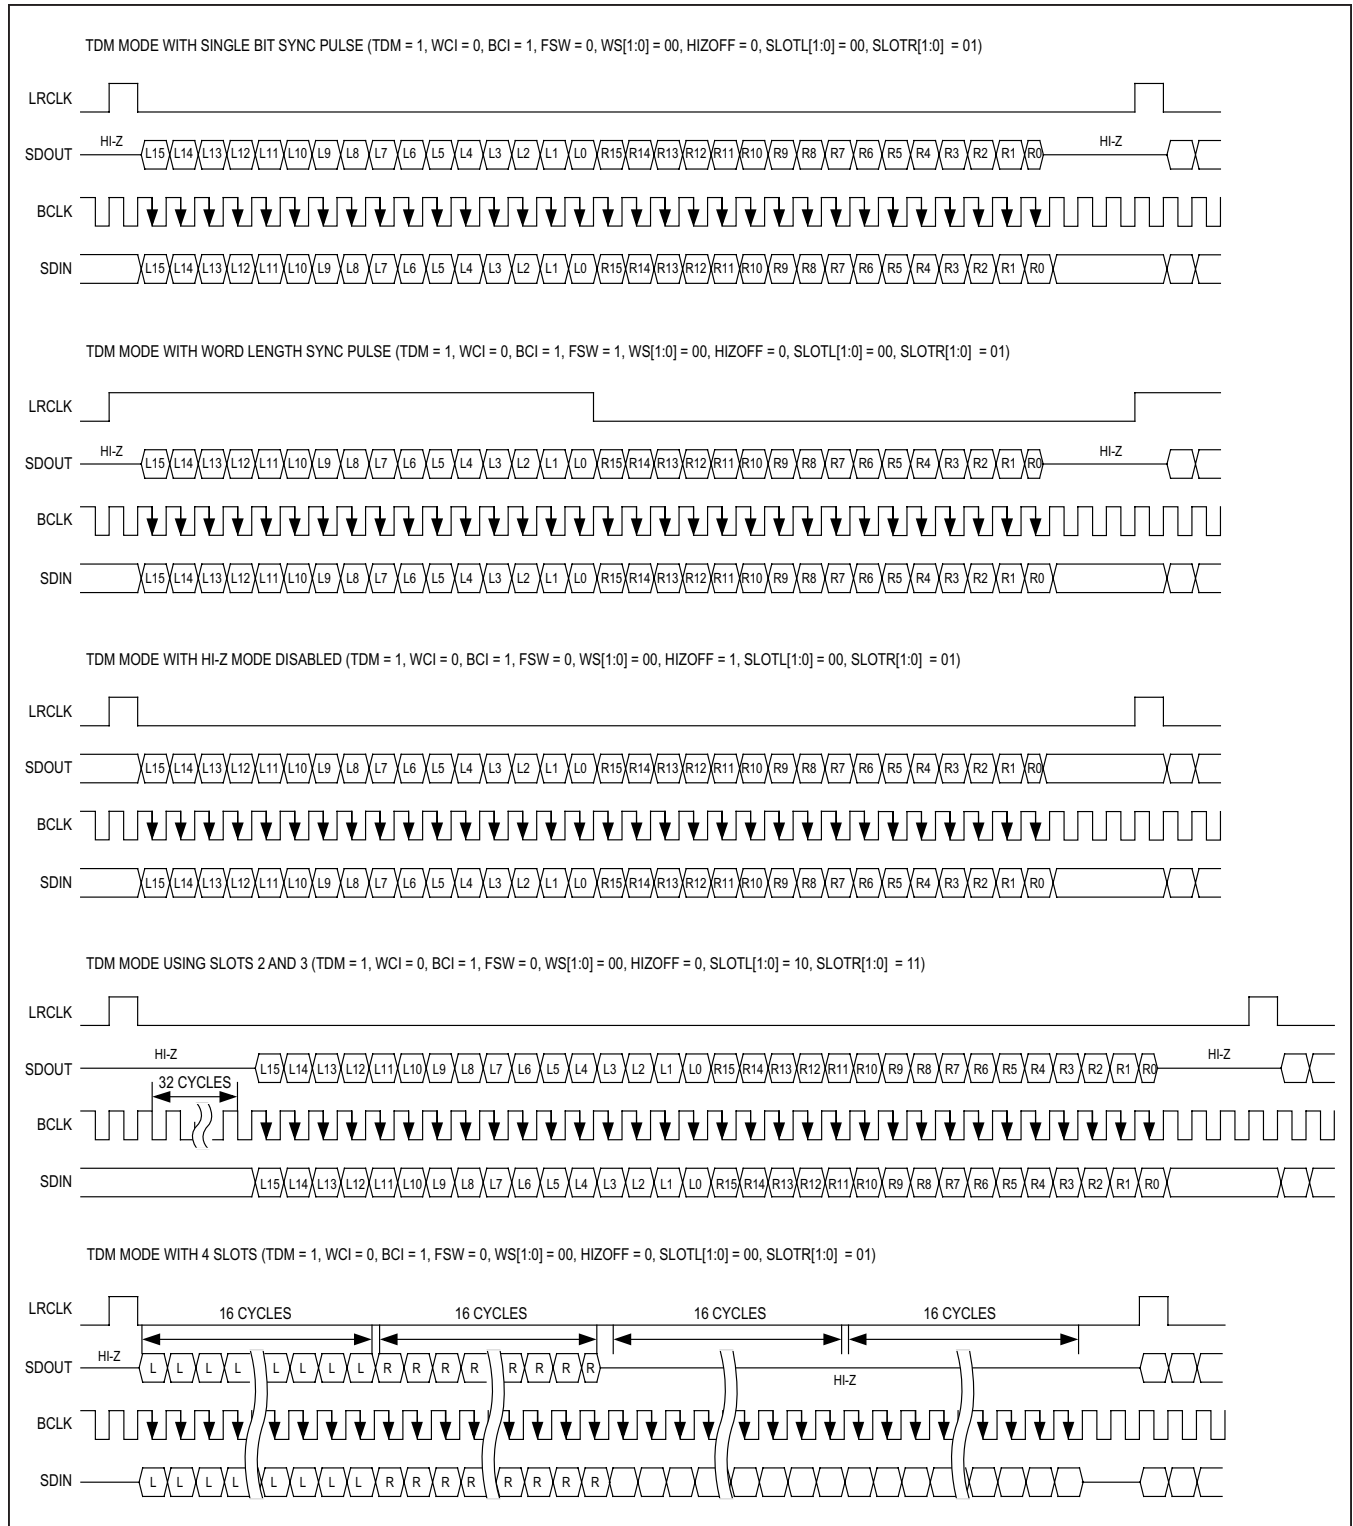 TDM MODE WITH SINGLE BIT SYNC PULSE (TDM = 1, WCI = 0, BCI = 1, FSW = 0, WS[1:0] = 00, HIZOFF = 0, SLOTL[1:0] = 00, SLOTR[1:0] = 01)
LRCLK
HI-Z HI-Z
SDOUT L15 L14 L13 L12 L11 L10 L9 L8 L7 L6 L5 L4 L3 L2 L1 L0 R15 R14 R13 R12 R11 R10 R9 R8 R7 R6 R5 R4 R3 R2 R1 R0
BCLK
SDIN L15 L14 L13 L12 L11 L10 L9 L8 L7 L6 L5 L4 L3 L2 L1 L0 R15 R14 R13 R12 R11 R10 R9 R8 R7 R6 R5 R4 R3 R2 R1 R0
TDM MODE WITH WORD LENGTH SYNC PULSE (TDM = 1, WCI = 0, BCI = 1, FSW = 1, WS[1:0] = 00, HIZOFF = 0, SLOTL[1:0] = 00, SLOTR[1:0] = 01)
LRCLK
HI-Z HI-Z
SDOUT L15 L14 L13 L12 L11 L10 L9 L8 L7 L6 L5 L4 L3 L2 L1 L0 R15 R14 R13 R12 R11 R10 R9 R8 R7 R6 R5 R4 R3 R2 R1 R0
BCLK
SDIN L15 L14 L13 L12 L11 L10 L9 L8 L7 L6 L5 L4 L3 L2 L1 L0 R15 R14 R13 R12 R11 R10 R9 R8 R7 R6 R5 R4 R3 R2 R1 R0
TDM MODE WITH HI-Z MODE DISABLED (TDM = 1, WCI = 0, BCI = 1, FSW = 0, WS[1:0] = 00, HIZOFF = 1, SLOTL[1:0] = 00, SLOTR[1:0] = 01)
LRCLK
SDOUT L15 L14 L13 L12 L11 L10 L9 L8 L7 L6 L5 L4 L3 L2 L1 L0 R15 R14 R13 R12 R11 R10 R9 R8 R7 R6 R5 R4 R3 R2 R1 R0
BCLK
SDIN L15 L14 L13 L12 L11 L10 L9 L8 L7 L6 L5 L4 L3 L2 L1 L0 R15 R14 R13 R12 R11 R10 R9 R8 R7 R6 R5 R4 R3 R2 R1 R0
TDM MODE USING SLOTS 2 AND 3 (TDM = 1, WCI = 0, BCI = 1, FSW = 0, WS[1:0] = 00, HIZOFF = 0, SLOTL[1:0] = 10, SLOTR[1:0] = 11)
LRCLK
HI-Z HI-Z
SDOUT L15 L14 L13 L12 L11 L10 L9 L8 L7 L6 L5 L4 L3 L2 L1 L0 R15 R14 R13 R12 R11 R10 R9 R8 R7 R6 R5 R4 R3 R2 R1 R0
32 CYCLES
BCLK
SDIN L15 L14 L13 L12 L11 L10 L9 L8 L7 L6 L5 L4 L3 L2 L1 L0 R15 R14 R13 R12 R11 R10 R9 R8 R7 R6 R5 R4 R3 R2 R1 R0
TDM MODE WITH 4 SLOTS (TDM = 1, WCI = 0, BCI = 1, FSW = 0, WS[1:0] = 00, HIZOFF = 0, SLOTL[1:0] = 00, SLOTR[1:0] = 01)
LRCLK 16 CYCLES 16 CYCLES 16 CYCLES 16 CYCLES
HI-Z
SDOUT L L L L L L L L R R R R R R R R
HI-Z
BCLK
SDIN L L L L L L L L R R R R R R R R